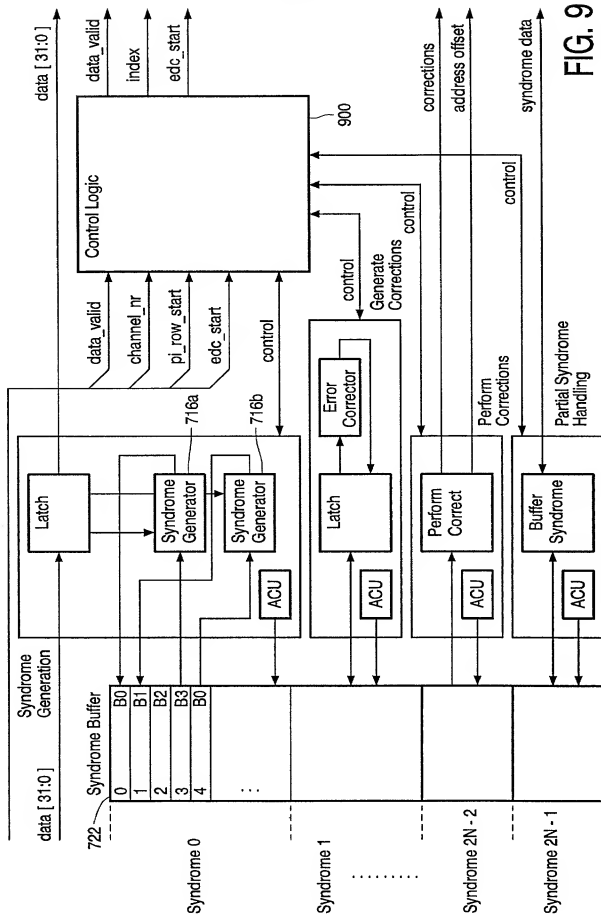 data [ 31:0 ]
Syndrome
Generation
722
Syndrome Buffer
0 B0
1 B1
2 B2
3 B3
4 B0
⋮
Syndrome 0
Syndrome 1
.........
Syndrome 2N - 2
Syndrome 2N - 1
Latch
Syndrome
Generator
716a
Syndrome
Generator
716b
ACU
data_valid
channel_nr
pi_row_start
edc_start
control
Control Logic
900
data [ 31:0 ]
data_valid
index
edc_start
Latch
Error
Corrector
ACU
control
Generate
Corrections
Perform
Correct
ACU
control
Perform
Corrections
corrections
address offset
Buffer
Syndrome
ACU
control
Partial Syndrome
Handling
syndrome data
FIG. 9